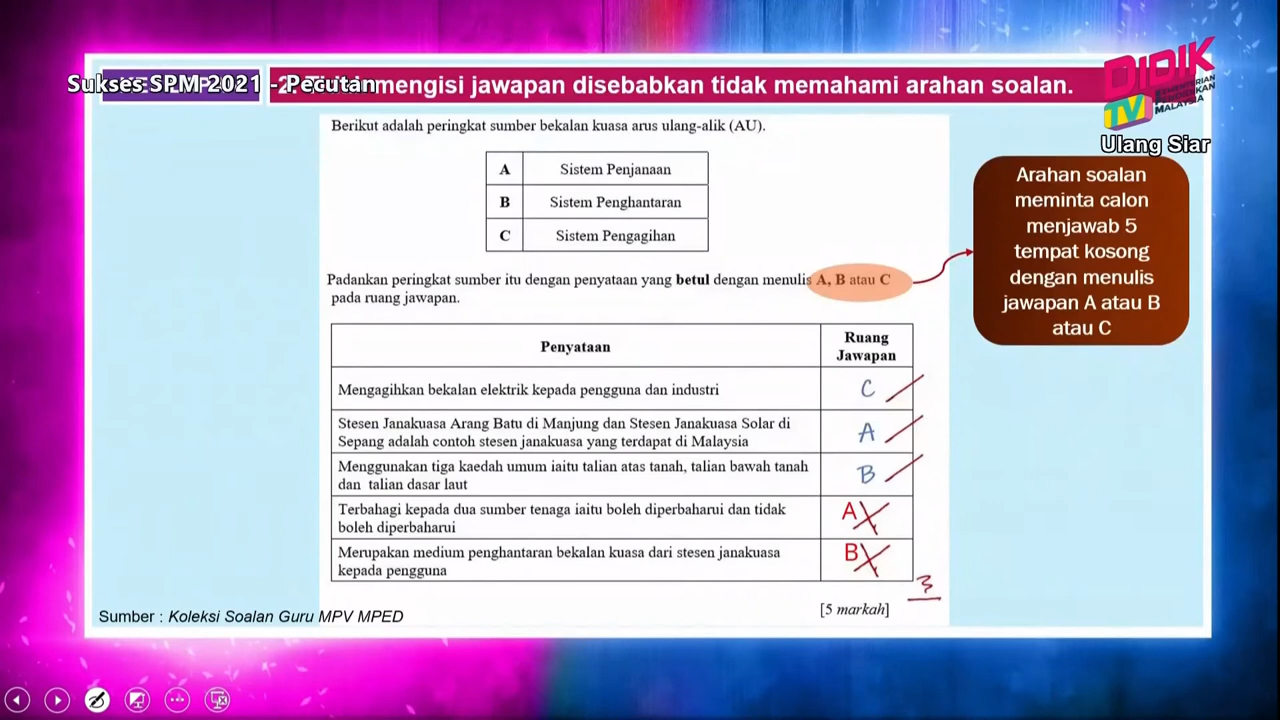 Sukses SPM 2021 - Pecutan
mengisi jawapan disebabkan tidak memahami arahan soalan.
DIDIK
TV
KEMENTERIAN
PENDIDIKAN
MALAYSIA
Ulang Siar
Berikut adalah peringkat sumber bekalan kuasa arus ulang-alik (AU).
A Sistem Penjanaan
B Sistem Penghantaran
C Sistem Pengagihan
Arahan soalan
meminta calon
menjawab 5
tempat kosong
dengan menulis
jawapan A atau B
atau C
Padankan peringkat sumber itu dengan penyataan yang betul dengan menulis A, B atau C
pada ruang jawapan.
Penyataan
Ruang
Jawapan
Mengagihkan bekalan elektrik kepada pengguna dan industri
C
Stesen Janakuasa Arang Batu di Manjung dan Stesen Janakuasa Solar di
Sepang adalah contoh stesen janakuasa yang terdapat di Malaysia
A
Menggunakan tiga kaedah umum iaitu talian atas tanah, talian bawah tanah
dan talian dasar laut
B
Terbahagi kepada dua sumber tenaga iaitu boleh diperbaharui dan tidak
boleh diperbaharui
A
Merupakan medium penghantaran bekalan kuasa dari stesen janakuasa
kepada pengguna
B
3
[5 markah]
Sumber : Koleksi Soalan Guru MPV MPED